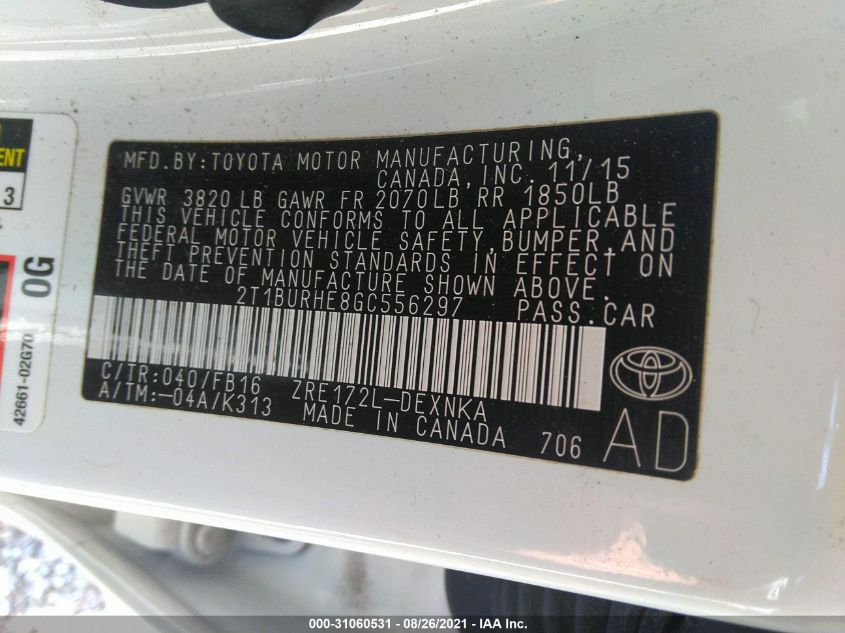 MFD.BY:TOYOTA MOTOR MANUFACTURING,
CANADA,INC. 11/15
GVWR 3820LB GAWR FR 2070LB RR 1850LB
THIS VEHICLE CONFORMS TO ALL APPLICABLE
FEDERAL MOTOR VEHICLE SAFETY,BUMPER,AND
THEFT PREVENTION STANDARDS IN EFFECT ON
THE DATE OF MANUFACTURE SHOWN ABOVE.
2T1BURHE8GC556297 PASS.CAR
C/TR:040/FB16 ZRE172L-DEXNKA
A/TM:-04A/K313 MADE IN CANADA 706
AD
3
0G
42661-02G70
000-31060531 - 08/26/2021 - IAA Inc.